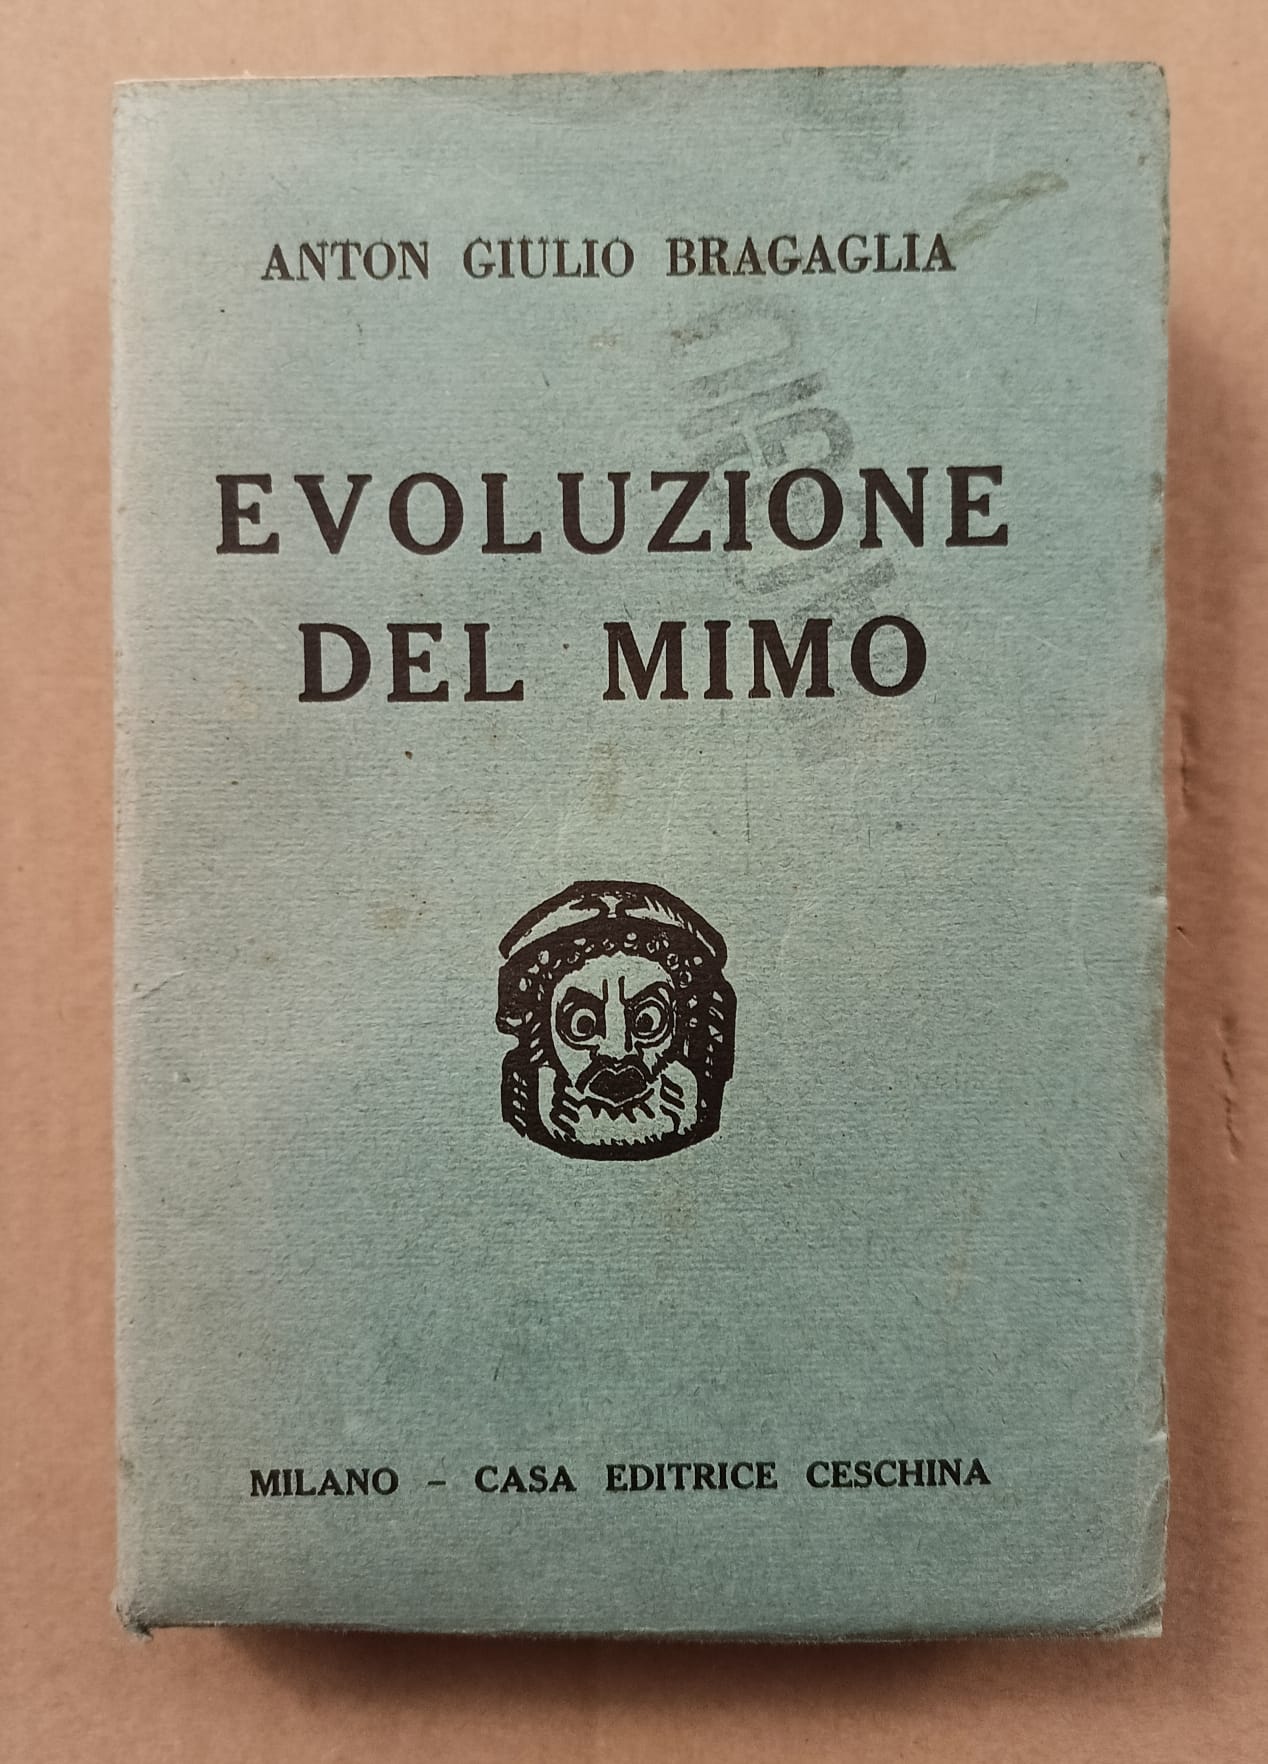 ANTON GIULIO BRAGAGLIA
EVOLUZIONE
DEL MIMO
MILANO – CASA EDITRICE CESCHINA